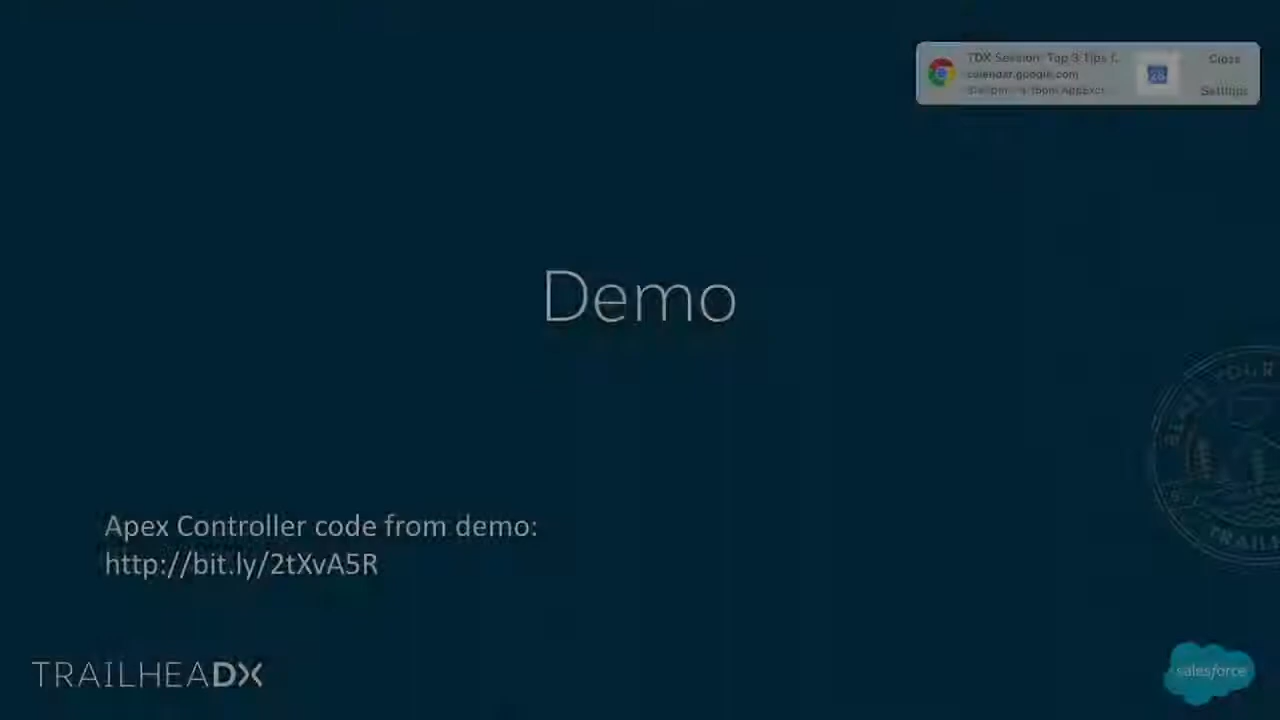 TDX Session: Top 3 Tips f...
calendar.google.com
Close
Settings
Demo
YOUR
Apex Controller code from demo:
http://bit.ly/2tXvA5R
TRAILHEADX
salesforce